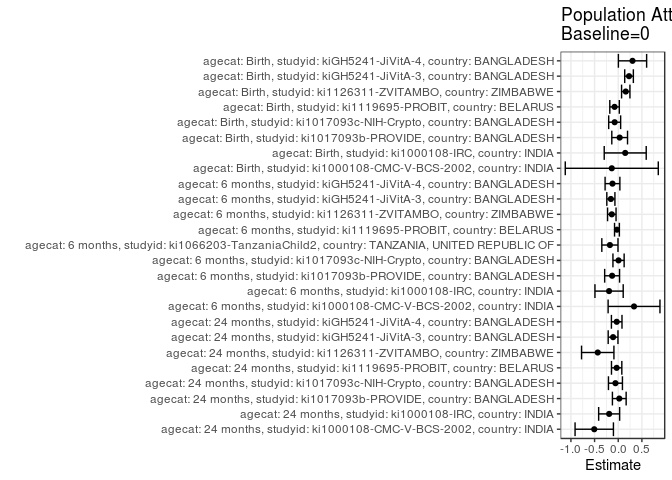 Population Att
Baseline=0
agecat: Birth, studyid: kiGH5241-JiVitA-4, country: BANGLADESH
agecat: Birth, studyid: kiGH5241-JiVitA-3, country: BANGLADESH
agecat: Birth, studyid: ki1126311-ZVITAMBO, country: ZIMBABWE
agecat: Birth, studyid: ki1119695-PROBIT, country: BELARUS
agecat: Birth, studyid: ki1017093c-NIH-Crypto, country: BANGLADESH
agecat: Birth, studyid: ki1017093b-PROVIDE, country: BANGLADESH
agecat: Birth, studyid: ki1000108-IRC, country: INDIA
agecat: Birth, studyid: ki1000108-CMC-V-BCS-2002, country: INDIA
agecat: 6 months, studyid: kiGH5241-JiVitA-4, country: BANGLADESH
agecat: 6 months, studyid: kiGH5241-JiVitA-3, country: BANGLADESH
agecat: 6 months, studyid: ki1126311-ZVITAMBO, country: ZIMBABWE
agecat: 6 months, studyid: ki1119695-PROBIT, country: BELARUS
agecat: 6 months, studyid: ki1066203-TanzaniaChild2, country: TANZANIA, UNITED REPUBLIC OF
agecat: 6 months, studyid: ki1017093c-NIH-Crypto, country: BANGLADESH
agecat: 6 months, studyid: ki1017093b-PROVIDE, country: BANGLADESH
agecat: 6 months, studyid: ki1000108-IRC, country: INDIA
agecat: 6 months, studyid: ki1000108-CMC-V-BCS-2002, country: INDIA
agecat: 24 months, studyid: kiGH5241-JiVitA-4, country: BANGLADESH
agecat: 24 months, studyid: kiGH5241-JiVitA-3, country: BANGLADESH
agecat: 24 months, studyid: ki1126311-ZVITAMBO, country: ZIMBABWE
agecat: 24 months, studyid: ki1119695-PROBIT, country: BELARUS
agecat: 24 months, studyid: ki1017093c-NIH-Crypto, country: BANGLADESH
agecat: 24 months, studyid: ki1017093b-PROVIDE, country: BANGLADESH
agecat: 24 months, studyid: ki1000108-IRC, country: INDIA
agecat: 24 months, studyid: ki1000108-CMC-V-BCS-2002, country: INDIA
-1.0 -0.5 0.0 0.5
Estimate